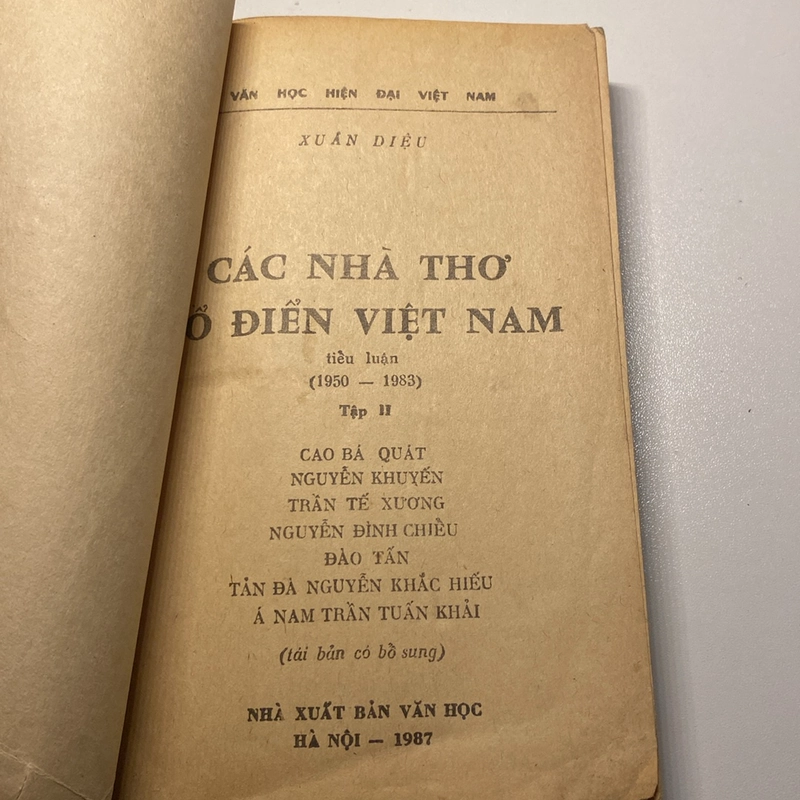 VĂN HỌC HIỆN ĐẠI VIỆT NAM
XUÂN DIỆU
CÁC NHÀ THƠ
Ổ ĐIỂN VIỆT NAM
tiểu luận
(1950 — 1983)
Tập II
CAO BÁ QUÁT
NGUYỄN KHUYẾN
TRẦN TẾ XƯƠNG
NGUYỄN ĐÌNH CHIỂU
ĐÀO TẤN
TẢN ĐÀ NGUYỄN KHẮC HIẾU
Á NAM TRẦN TUẤN KHẢI
(tái bản có bổ sung)
NHÀ XUẤT BẢN VĂN HỌC
HÀ NỘI — 1987